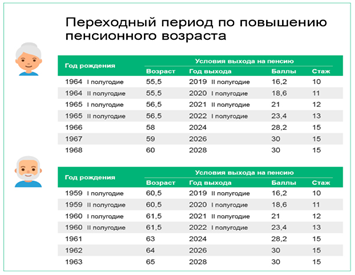 Переходный период по повышению
пенсионного возраста
Год рождения Условия выхода на пенсию
Возраст Год выхода Баллы Стаж
1964 I полугодие 55,5 2019 II полугодие 16,2 10
1964 II полугодие 55,5 2020 I полугодие 18,6 11
1965 I полугодие 56,5 2021 II полугодие 21 12
1965 II полугодие 56,5 2022 I полугодие 23,4 13
1966 58 2024 28,2 15
1967 59 2026 30 15
1968 60 2028 30 15
Год рождения Условия выхода на пенсию
Возраст Год выхода Баллы Стаж
1959 I полугодие 60,5 2019 II полугодие 16,2 10
1959 II полугодие 60,5 2020 I полугодие 18,6 11
1960 I полугодие 61,5 2021 II полугодие 21 12
1960 II полугодие 61,5 2022 I полугодие 23,4 13
1961 63 2024 28,2 15
1962 64 2026 30 15
1963 65 2028 30 15